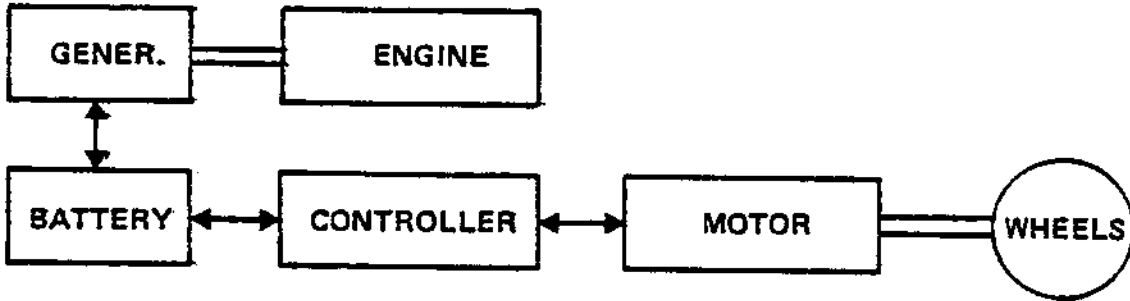 GENER.
ENGINE
BATTERY
CONTROLLER
MOTOR
WHEELS